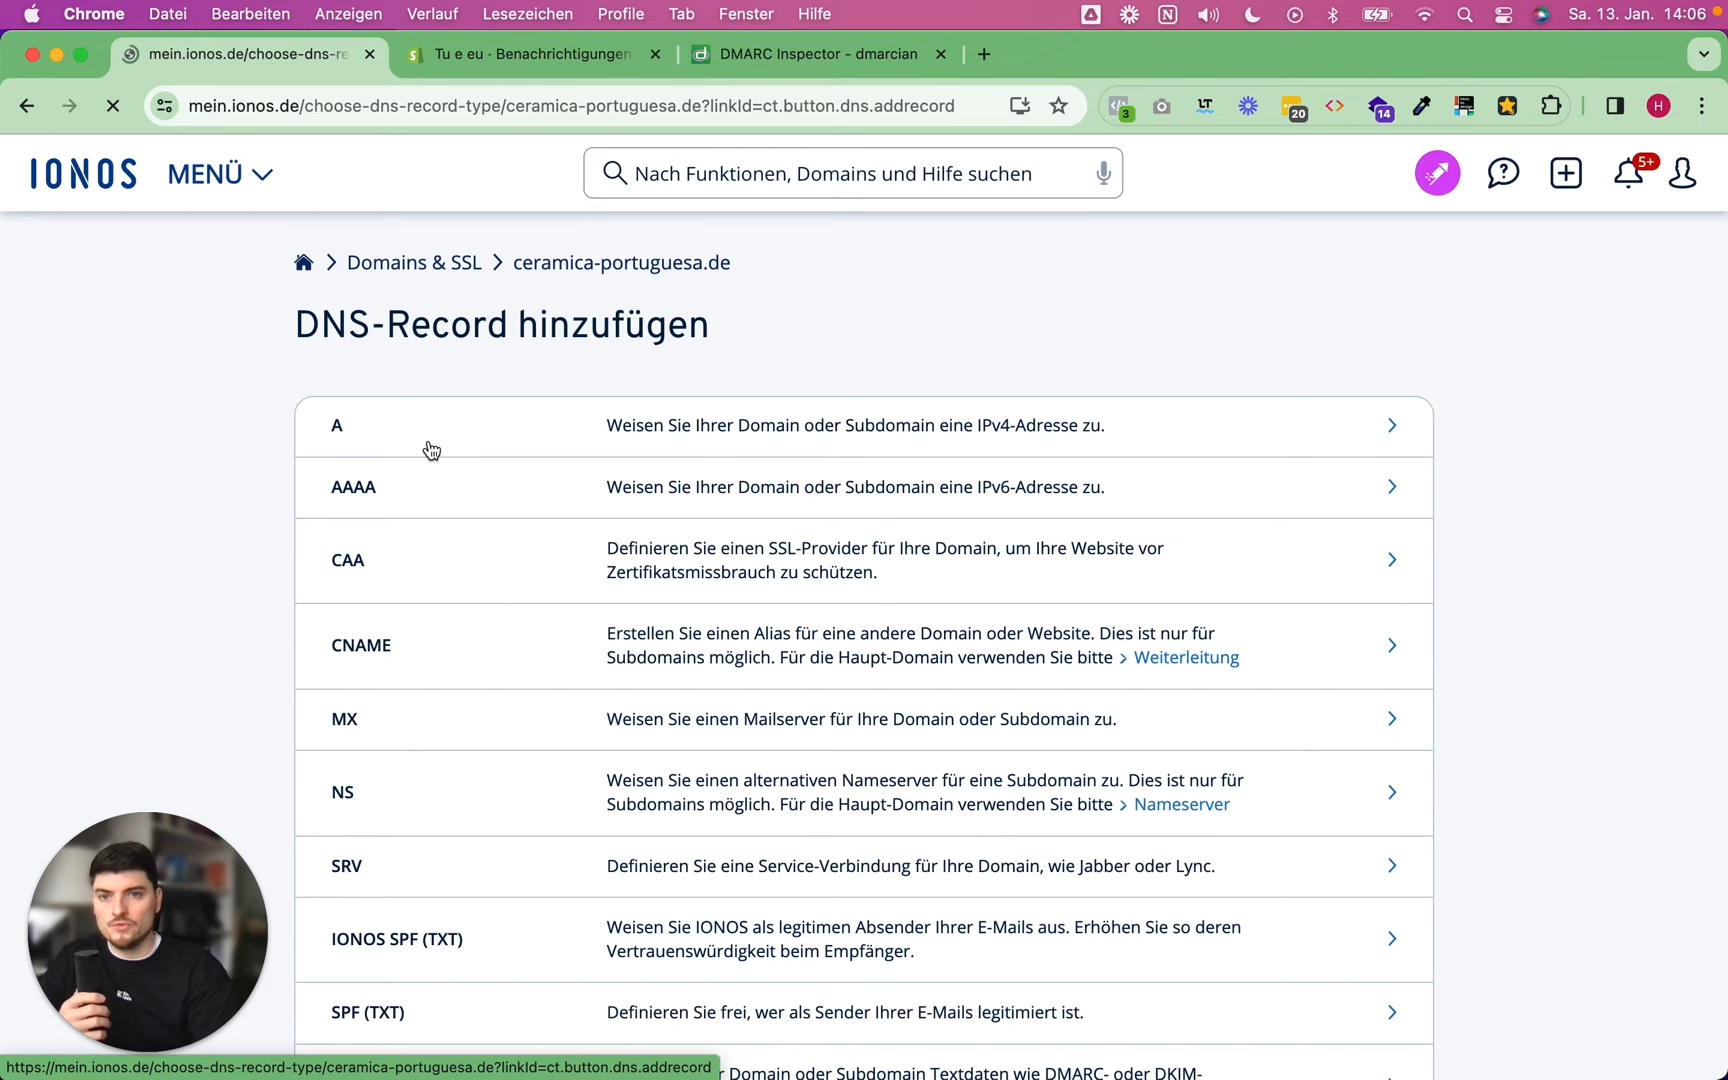 Chrome Datei Bearbeiten Anzeigen Verlauf Lesezeichen Profile Tab Fenster Hilfe Sa. 13. Jan. 14:06
mein.ionos.de/choose-dns-re Tu e eu · Benachrichtigungen DMARC Inspector - dmarcian
mein.ionos.de/choose-dns-record-type/ceramica-portuguesa.de?linkId=ct.button.dns.addrecord 3 LT 20 14 H
IONOS MENÜ Nach Funktionen, Domains und Hilfe suchen 5+
Domains & SSL ceramica-portuguesa.de
DNS-Record hinzufügen
A Weisen Sie Ihrer Domain oder Subdomain eine IPv4-Adresse zu.
AAAA Weisen Sie Ihrer Domain oder Subdomain eine IPv6-Adresse zu.
CAA Definieren Sie einen SSL-Provider für Ihre Domain, um Ihre Website vor
Zertifikatsmissbrauch zu schützen.
CNAME Erstellen Sie einen Alias für eine andere Domain oder Website. Dies ist nur für
Subdomains möglich. Für die Haupt-Domain verwenden Sie bitte > Weiterleitung
MX Weisen Sie einen Mailserver für Ihre Domain oder Subdomain zu.
NS Weisen Sie einen alternativen Nameserver für eine Subdomain zu. Dies ist nur für
Subdomains möglich. Für die Haupt-Domain verwenden Sie bitte > Nameserver
SRV Definieren Sie eine Service-Verbindung für Ihre Domain, wie Jabber oder Lync.
IONOS SPF (TXT) Weisen Sie IONOS als legitimen Absender Ihrer E-Mails aus. Erhöhen Sie so deren
Vertrauenswürdigkeit beim Empfänger.
SPF (TXT) Definieren Sie frei, wer als Sender Ihrer E-Mails legitimiert ist.
https://mein.ionos.de/choose-dns-record-type/ceramica-portuguesa.de?linkId=ct.button.dns.addrecord r Domain oder Subdomain Textdaten wie DMARC- oder DKIM-